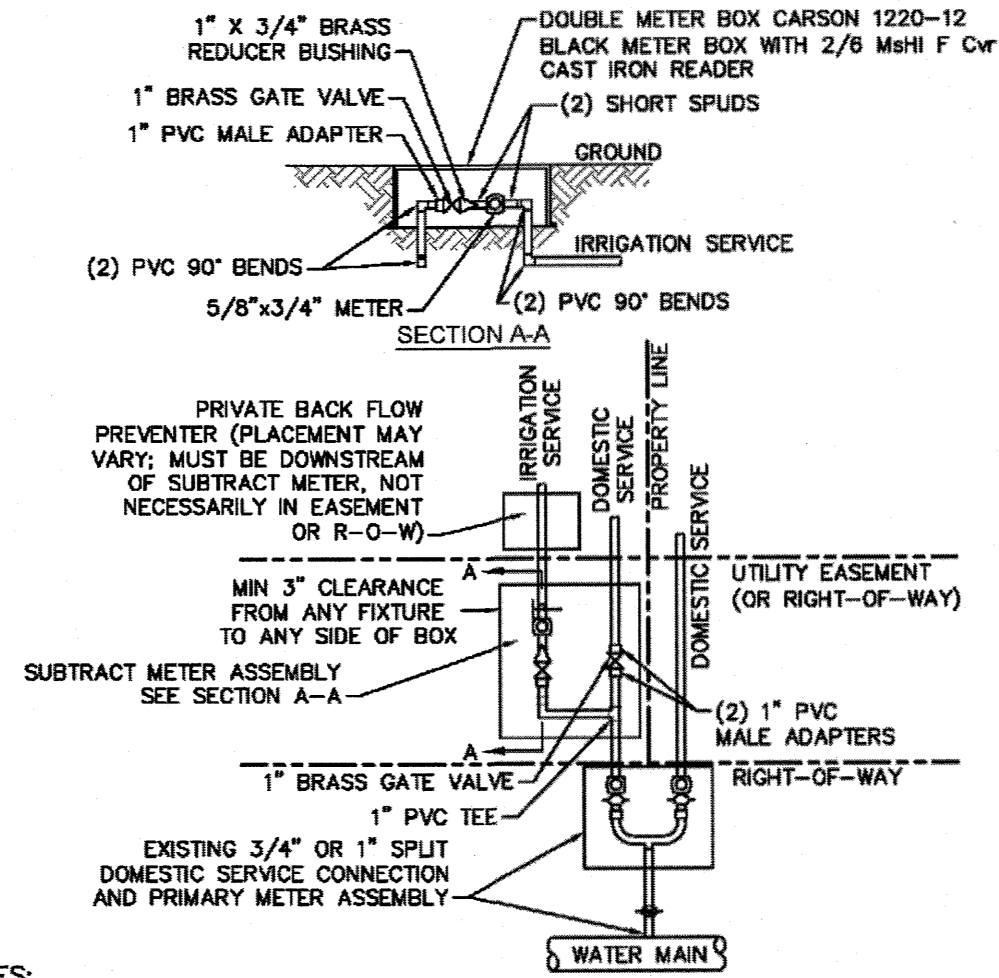 1" X 3/4" BRASS
REDUCER BUSHING
1" BRASS GATE VALVE
1" PVC MALE ADAPTER
DOUBLE METER BOX CARSON 1220-12
BLACK METER BOX WITH 2/6 MsHI F Cvr
CAST IRON READER
(2) SHORT SPUDS
GROUND
IRRIGATION SERVICE
(2) PVC 90° BENDS
5/8"x3/4" METER
(2) PVC 90° BENDS
SECTION A-A
PRIVATE BACK FLOW
PREVENTER (PLACEMENT MAY
VARY; MUST BE DOWNSTREAM
OF SUBTRACT METER, NOT
NECESSARILY IN EASEMENT
OR R-O-W)
IRRIGATION
SERVICE
DOMESTIC
SERVICE
PROPERTY LINE
DOMESTIC SERVICE
A
MIN 3" CLEARANCE
FROM ANY FIXTURE
TO ANY SIDE OF BOX
UTILITY EASEMENT
(OR RIGHT-OF-WAY)
SUBTRACT METER ASSEMBLY
SEE SECTION A-A
(2) 1" PVC
MALE ADAPTERS
A
1" BRASS GATE VALVE
RIGHT-OF-WAY
1" PVC TEE
EXISTING 3/4" OR 1" SPLIT
DOMESTIC SERVICE CONNECTION
AND PRIMARY METER ASSEMBLY
WATER MAIN
ES: